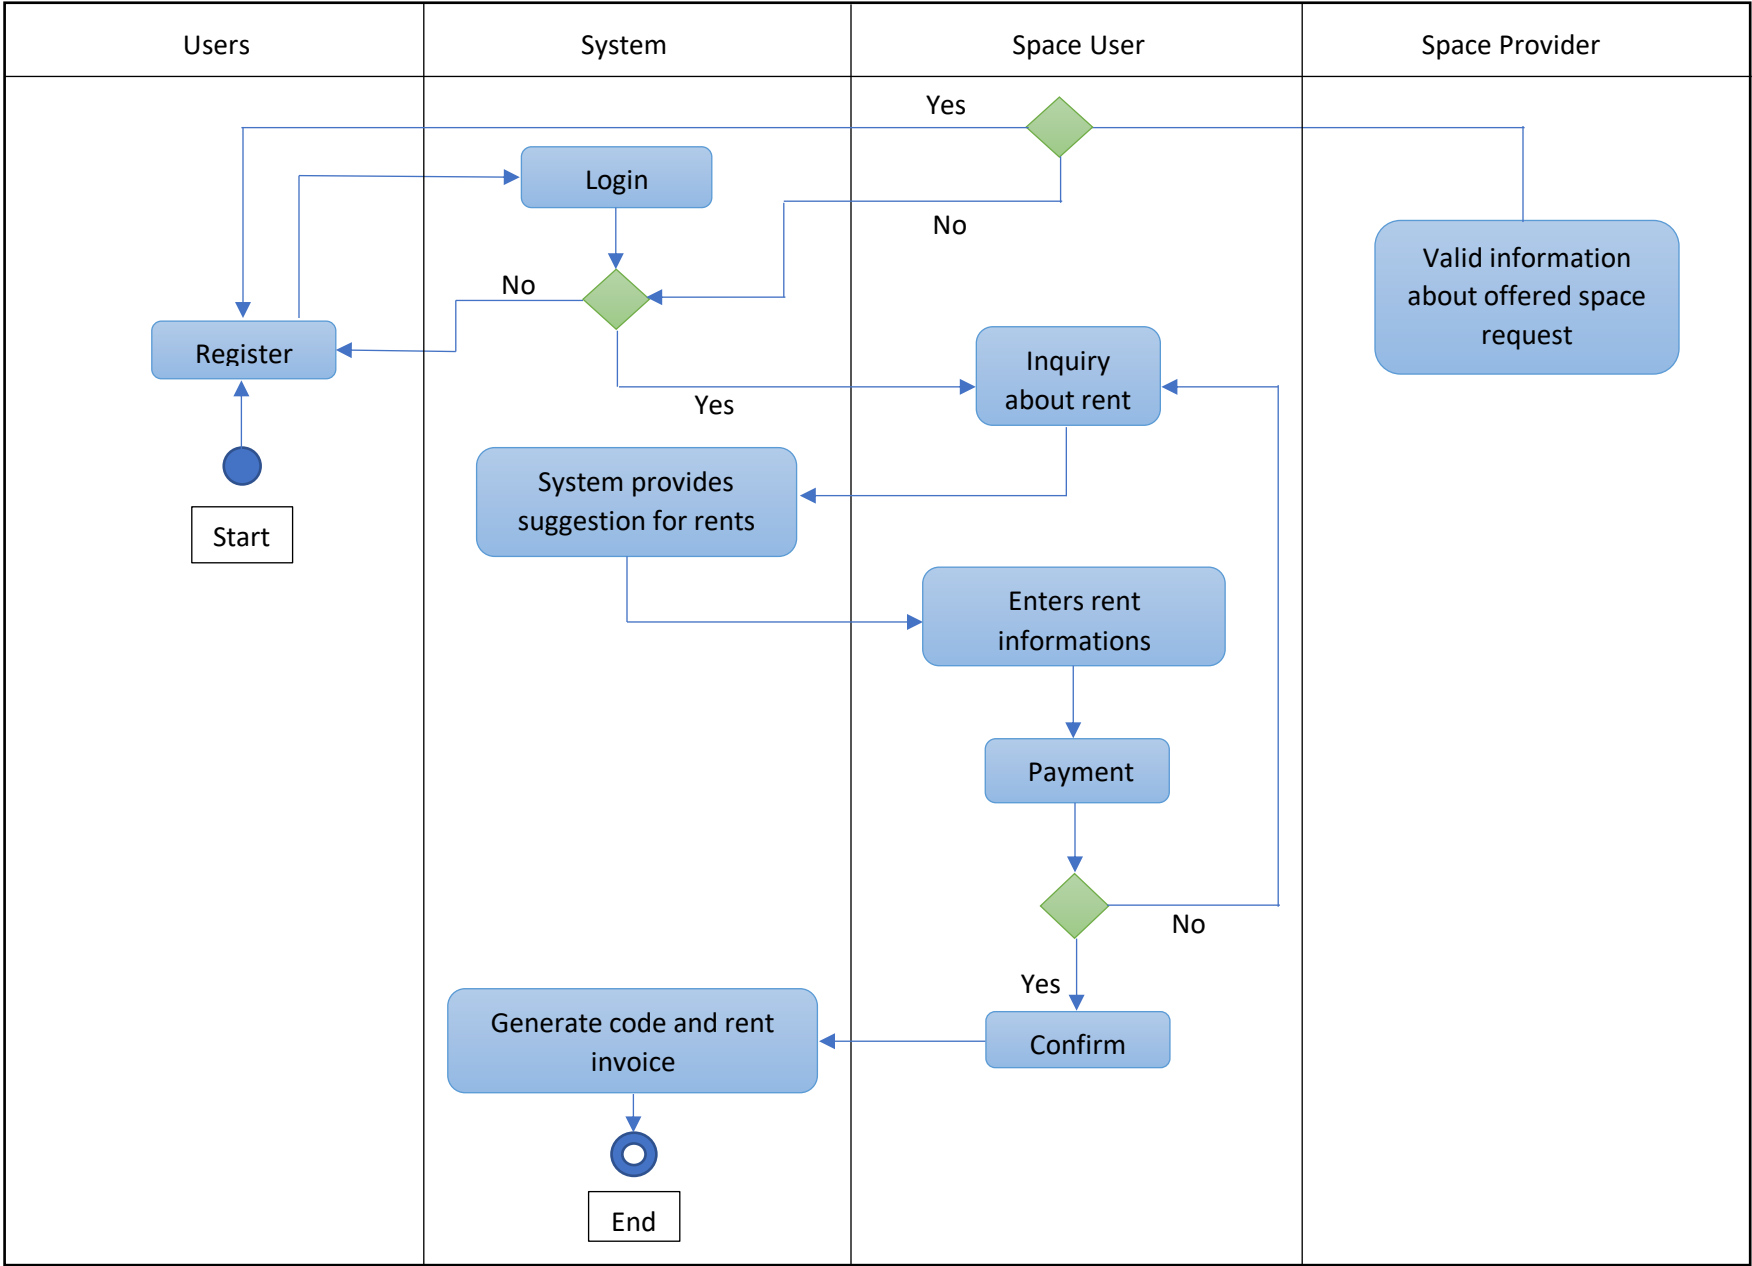 Users
System
Space User
Space Provider
Yes
Login
No
Valid information
about offered space
request
No
Register
Inquiry
about rent
Yes
System provides
suggestion for rents
Start
Enters rent
informations
Payment
No
Yes
Generate code and rent
invoice
Confirm
End